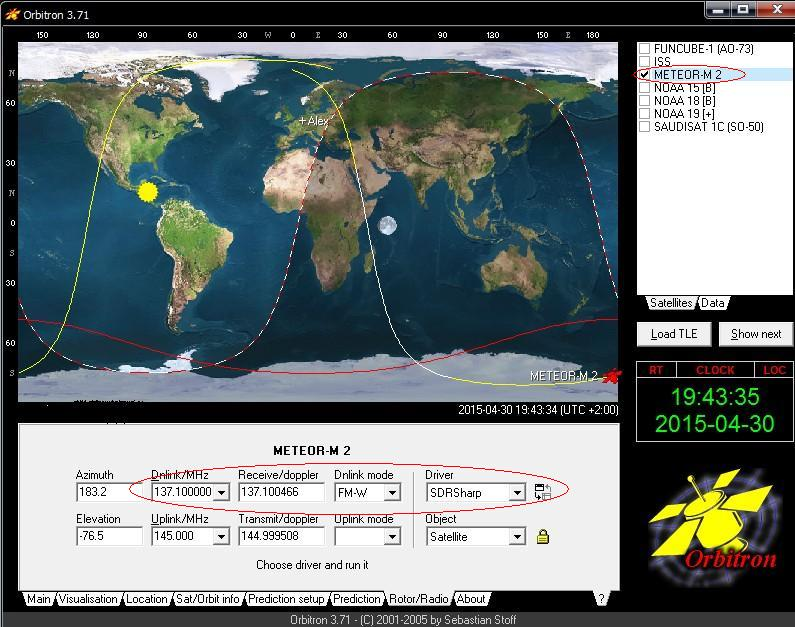 Orbitron 3.71
150 120 90 60 30 W 0 E 30 60 90 120 150 E 180
N
60
30
N
0
S
30
60
S
+Alex
METEOR-M 2
2015-04-30 19:43:34 (UTC +2:00)
FUNCUBE-1 (AO-73)
ISS
METEOR-M 2
NOAA 15 [B]
NOAA 18 [B]
NOAA 19 [+]
SAUDISAT 1C (SO-50)
Satellites Data
Load TLE Show next
RT CLOCK LOC
19:43:35
2015-04-30
METEOR-M 2
Azimuth Dnlink/MHz Receive/doppler Dnlink mode Driver
183.2 137.100000 137.100466 FM-W SDRSharp
Elevation Uplink/MHz Transmit/doppler Uplink mode Object
-76.5 145.000 144.999508 Satellite
Choose driver and run it
Main Visualisation Location Sat/Orbit info Prediction setup Prediction Rotor/Radio About ?
Orbitron
Orbitron 3.71 - (C) 2001-2005 by Sebastian Stoff